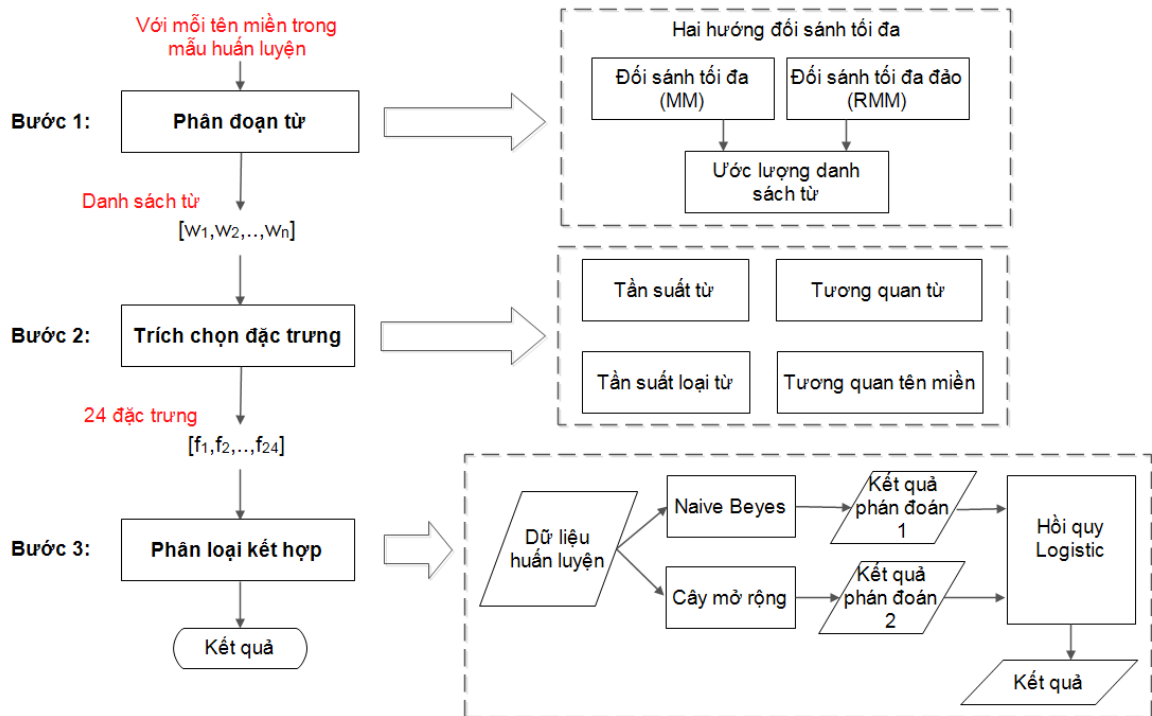 Với mỗi tên miền trong
mẫu huấn luyện
Bước 1:
Phân đoạn từ
Hai hướng đối sánh tối đa
Đối sánh tối đa
(MM)
Đối sánh tối đa đảo
(RMM)
Ước lượng danh
sách từ
Danh sách từ
[w1,w2,..,wn]
Bước 2:
Trích chọn đặc trưng
Tần suất từ
Tương quan từ
Tần suất loại từ
Tương quan tên miền
24 đặc trưng
[f1,f2,..,f24]
Bước 3:
Phân loại kết hợp
Kết quả
Dữ liệu
huấn luyện
Naive Beyes
Cây mở rộng
Kết quả
phán đoán
1
Kết quả
phán đoán
2
Hồi quy
Logistic
Kết quả